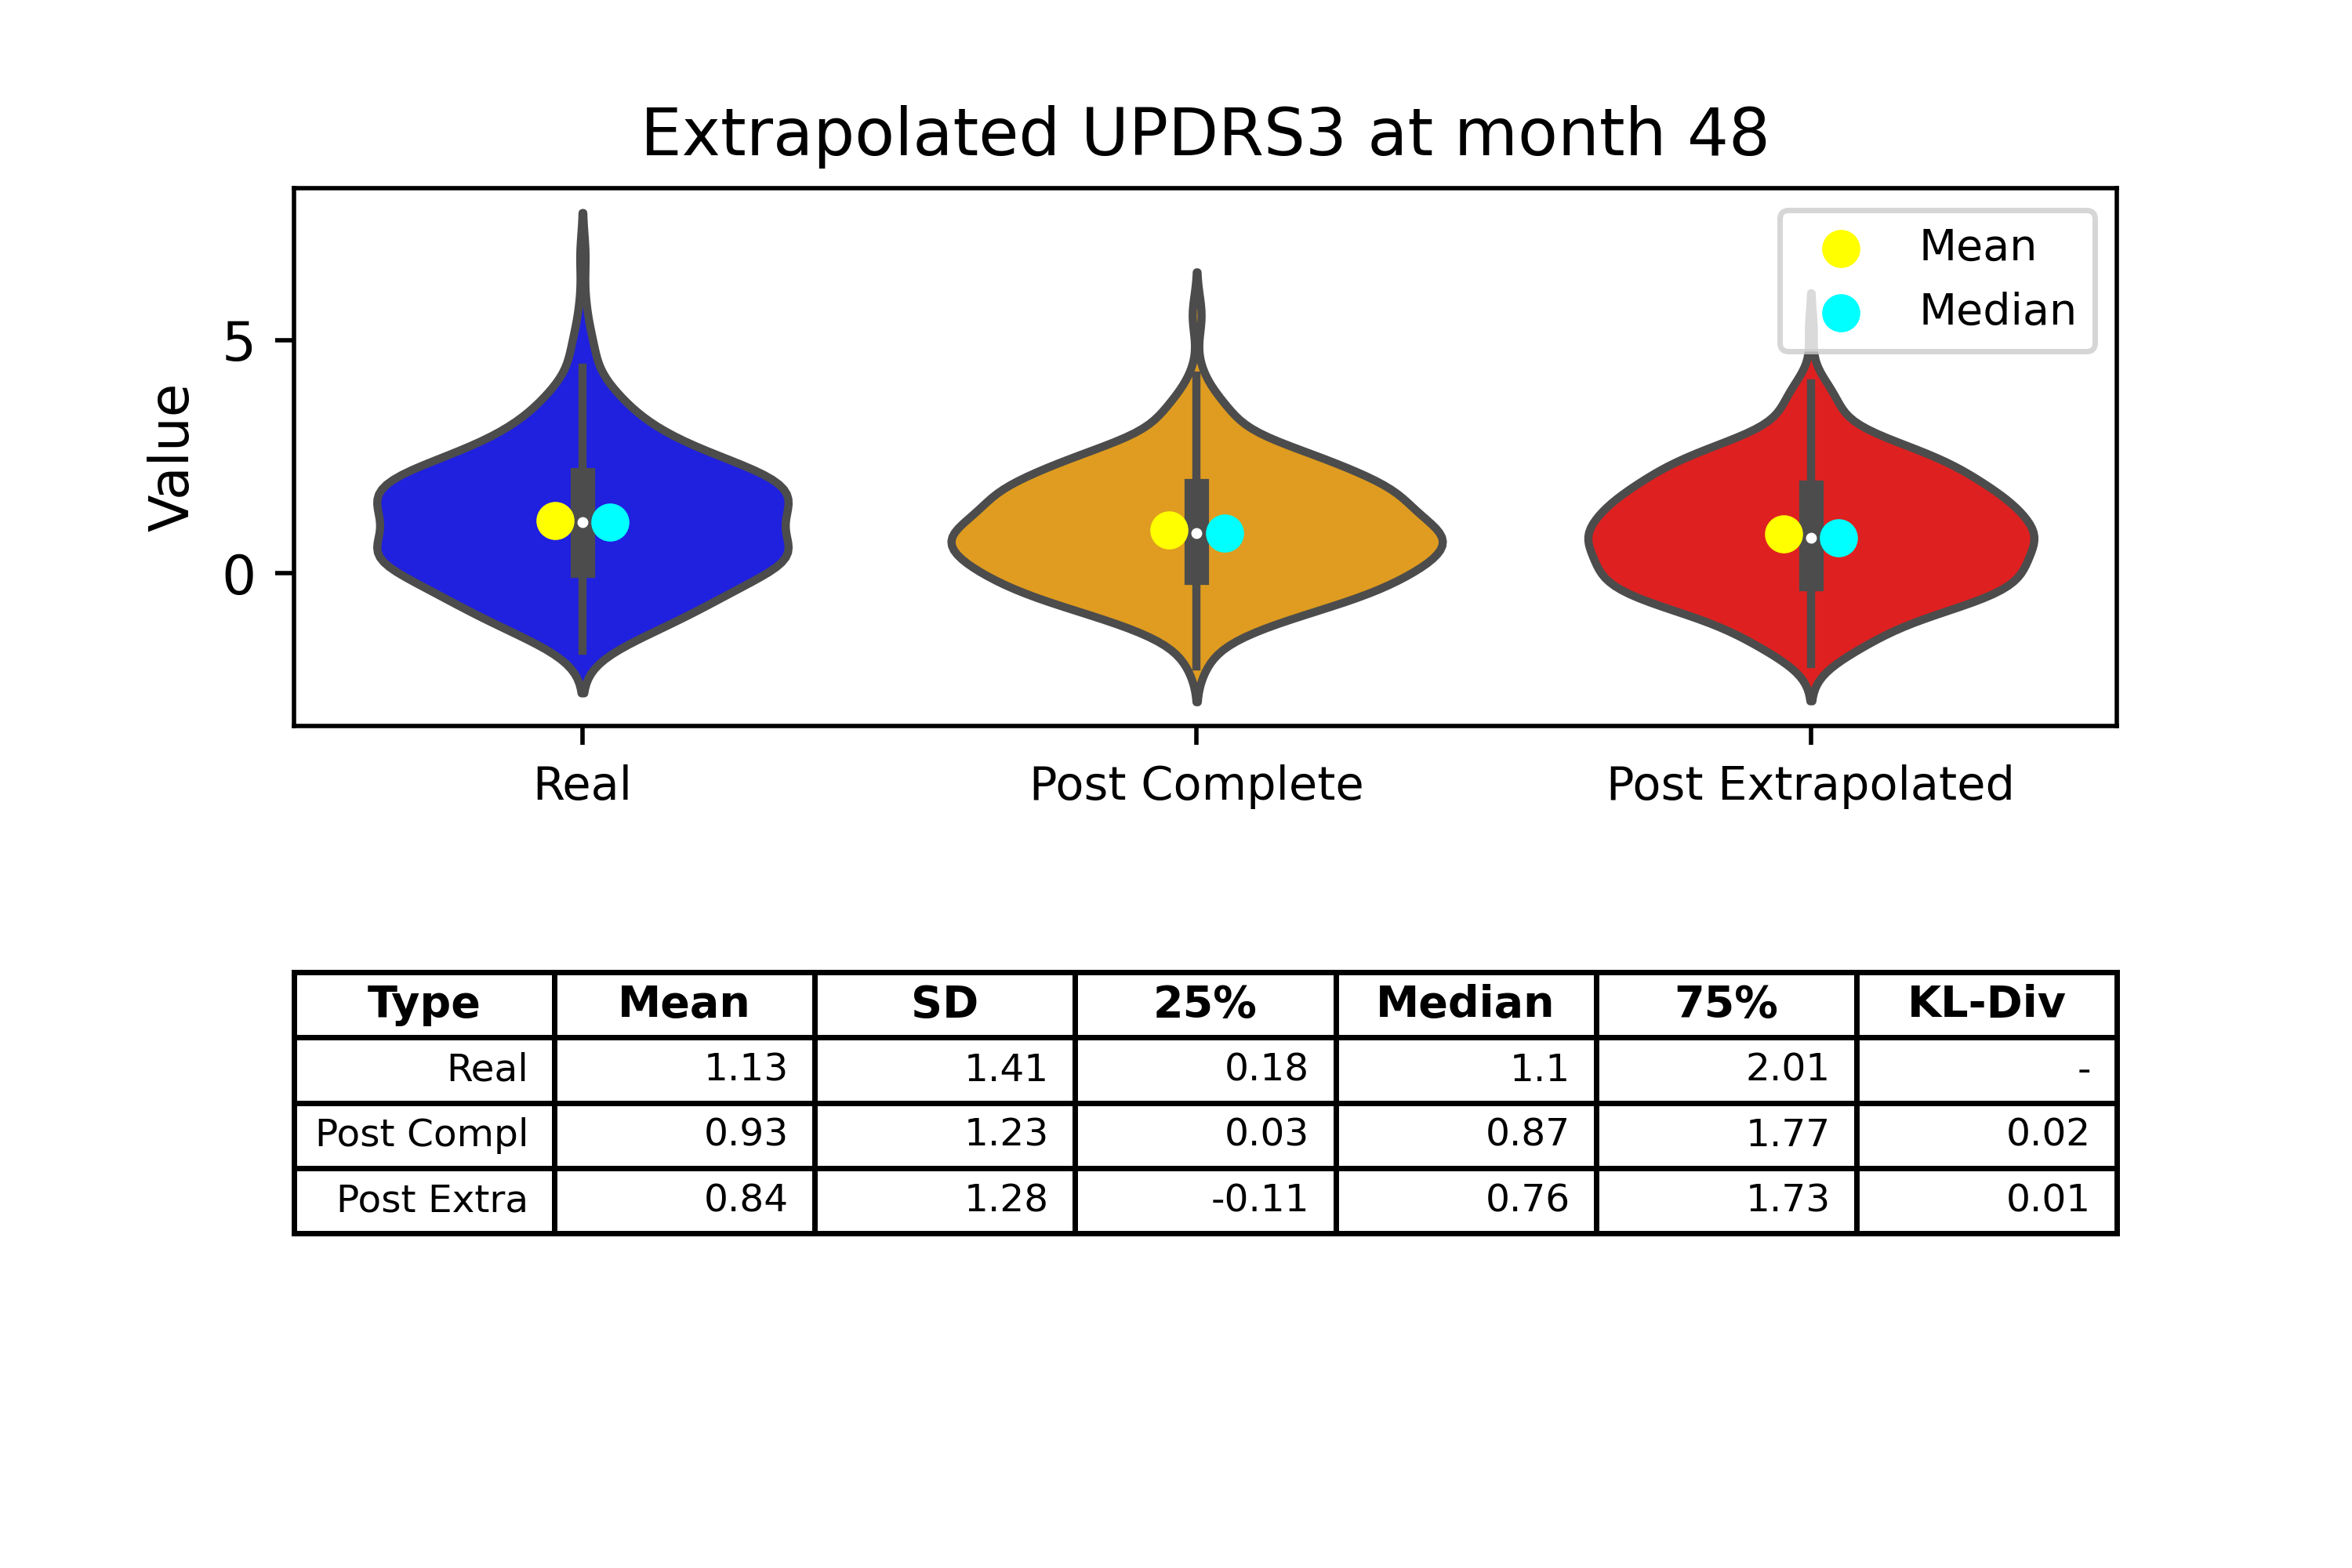 Extrapolated UPDRS3 at month 48
Mean
Median
5
0
Value
Real Post Complete Post Extrapolated
Type Mean SD 25% Median 75% KL-Div
Real 1.13 1.41 0.18 1.1 2.01 -
Post Compl 0.93 1.23 0.03 0.87 1.77 0.02
Post Extra 0.84 1.28 -0.11 0.76 1.73 0.01